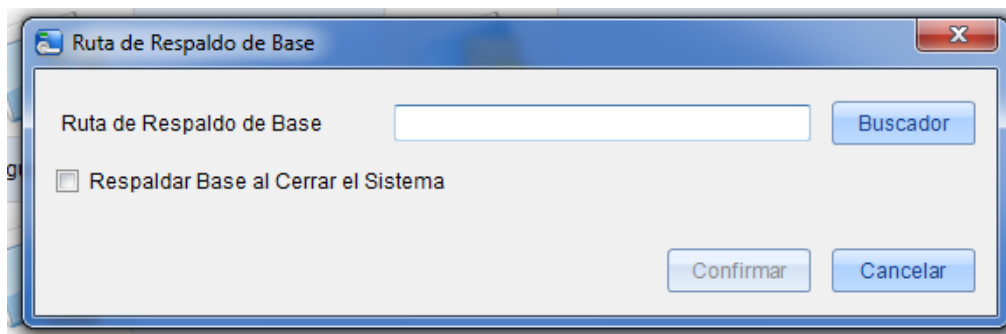 Ruta de Respaldo de Base
Ruta de Respaldo de Base Buscador
Respaldar Base al Cerrar el Sistema
Confirmar Cancelar